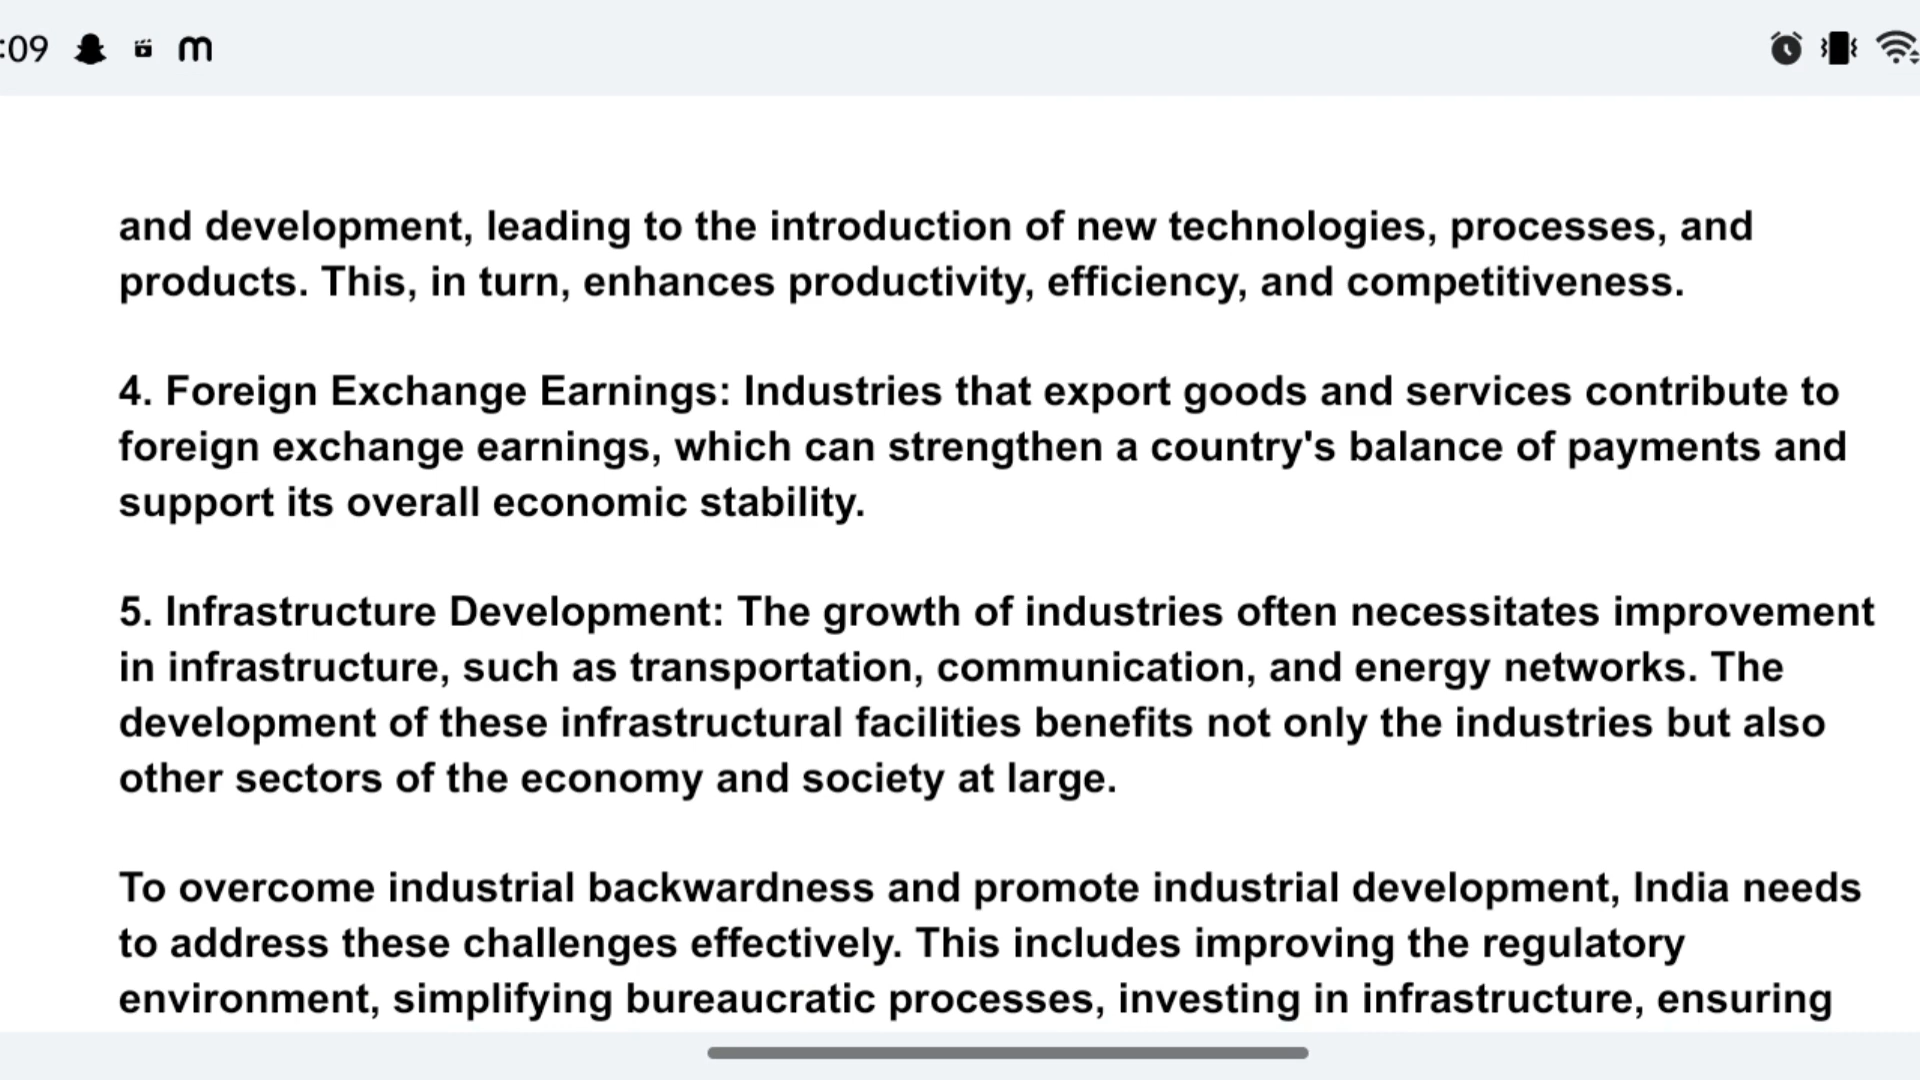 :09 m
and development, leading to the introduction of new technologies, processes, and
products. This, in turn, enhances productivity, efficiency, and competitiveness.
4. Foreign Exchange Earnings: Industries that export goods and services contribute to
foreign exchange earnings, which can strengthen a country's balance of payments and
support its overall economic stability.
5. Infrastructure Development: The growth of industries often necessitates improvement
in infrastructure, such as transportation, communication, and energy networks. The
development of these infrastructural facilities benefits not only the industries but also
other sectors of the economy and society at large.
To overcome industrial backwardness and promote industrial development, India needs
to address these challenges effectively. This includes improving the regulatory
environment, simplifying bureaucratic processes, investing in infrastructure, ensuring